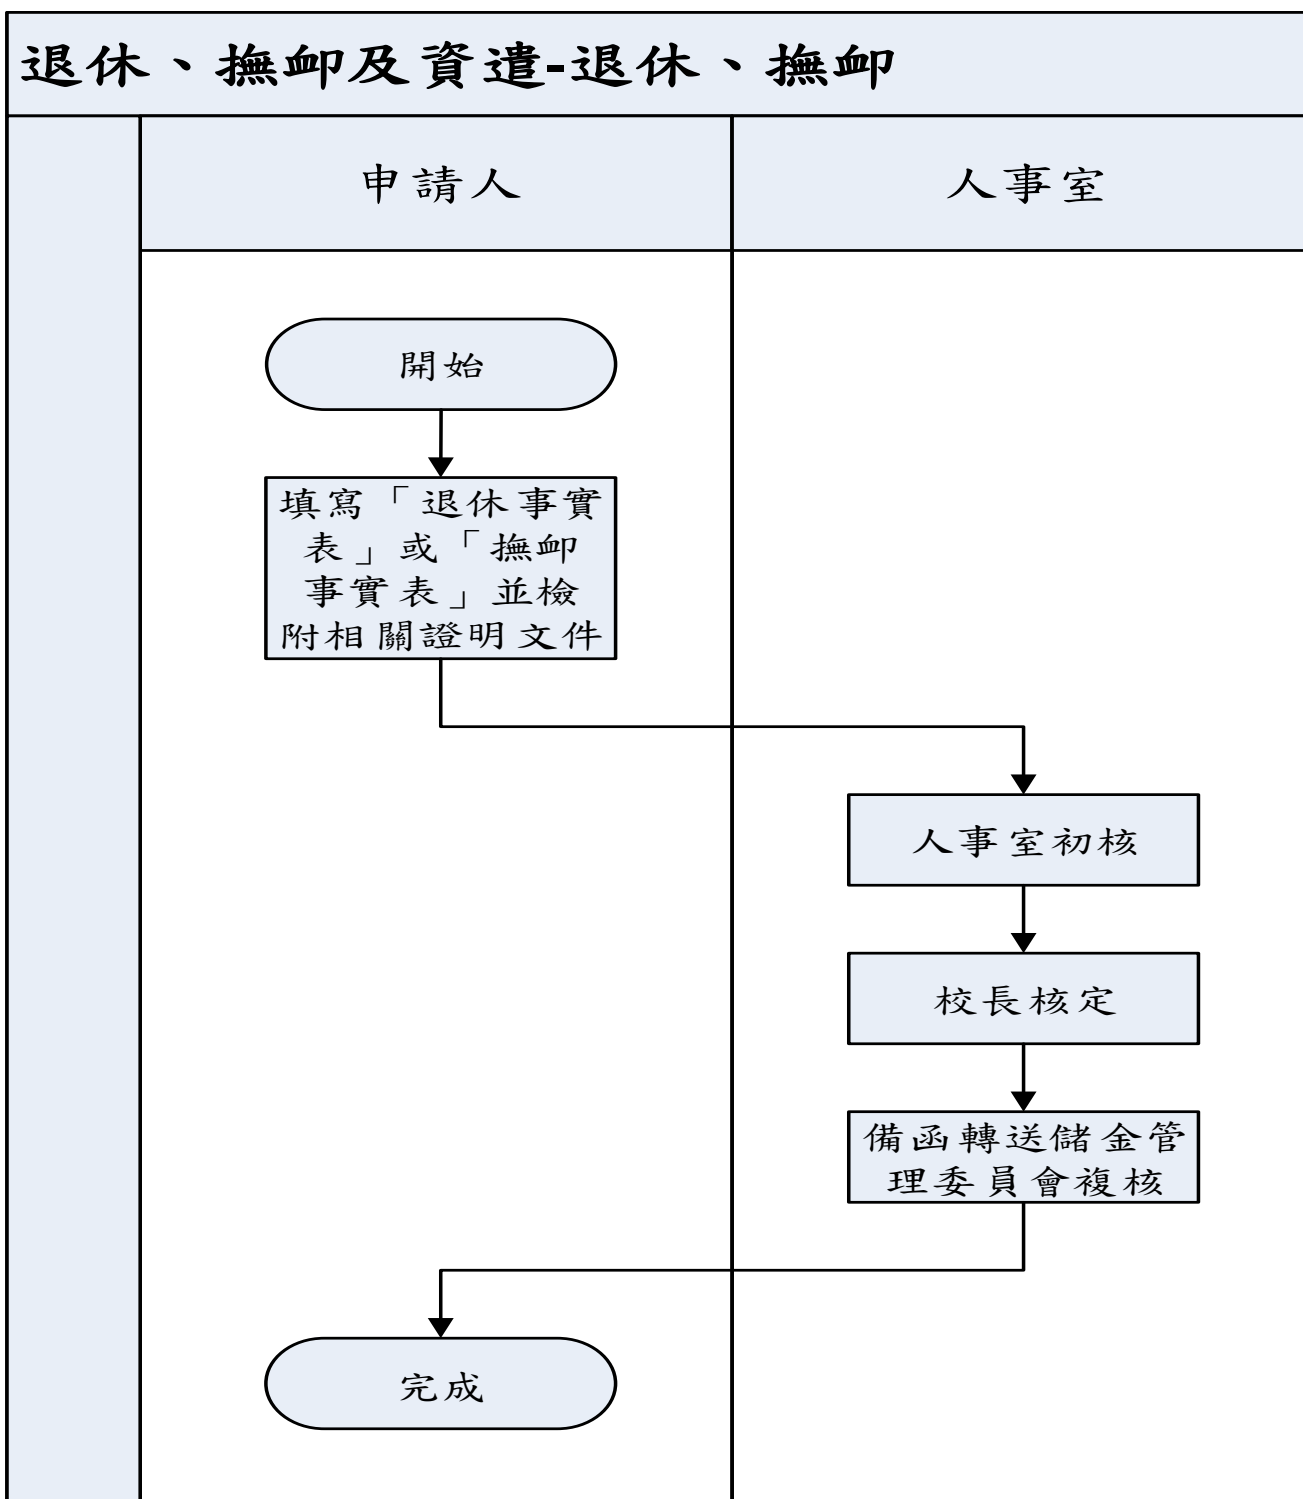 退休、撫卹及資遣-退休、撫卹
申請人
人事室
開始
填寫「退休事實
表」或「撫卹
事實表」並檢
附相關證明文件
人事室初核
校長核定
備函轉送儲金管
理委員會複核
完成